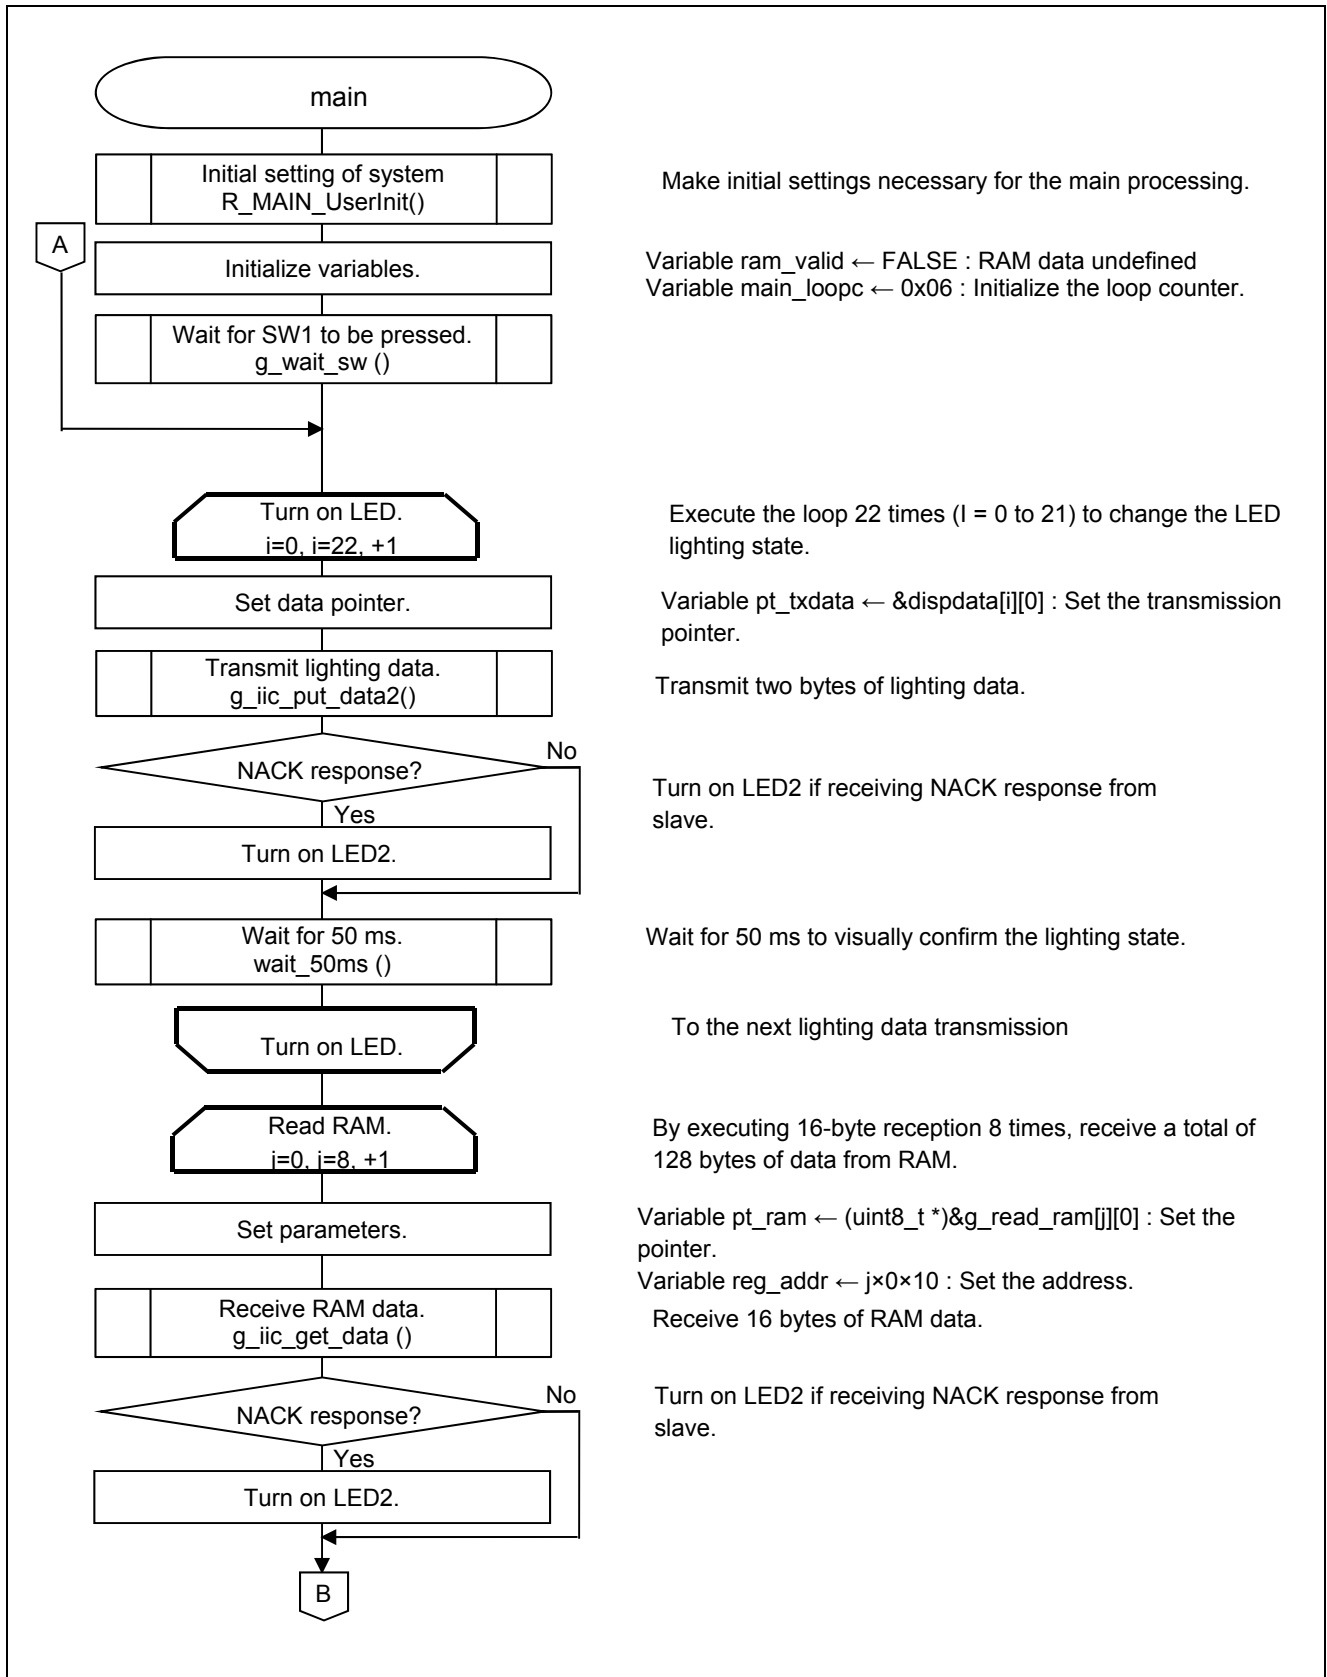 main
Initial setting of system
R_MAIN_UserInit()
Make initial settings necessary for the main processing.
A
Initialize variables.
Variable ram_valid ← FALSE : RAM data undefined
Variable main_loopc ← 0x06 : Initialize the loop counter.
Wait for SW1 to be pressed.
g_wait_sw ()
Turn on LED.
i=0, i=22, +1
Execute the loop 22 times (I = 0 to 21) to change the LED
lighting state.
Set data pointer.
Variable pt_txdata ← &dispdata[i][0] : Set the transmission
pointer.
Transmit lighting data.
g_iic_put_data2()
Transmit two bytes of lighting data.
NACK response?
No
Yes
Turn on LED2 if receiving NACK response from
slave.
Turn on LED2.
Wait for 50 ms.
wait_50ms ()
Wait for 50 ms to visually confirm the lighting state.
Turn on LED.
To the next lighting data transmission
Read RAM.
j=0, j=8, +1
By executing 16-byte reception 8 times, receive a total of
128 bytes of data from RAM.
Set parameters.
Variable pt_ram ← (uint8_t *)&g_read_ram[j][0] : Set the
pointer.
Variable reg_addr ← j×0×10 : Set the address.
Receive RAM data.
g_iic_get_data ()
Receive 16 bytes of RAM data.
NACK response?
No
Yes
Turn on LED2 if receiving NACK response from
slave.
Turn on LED2.
B